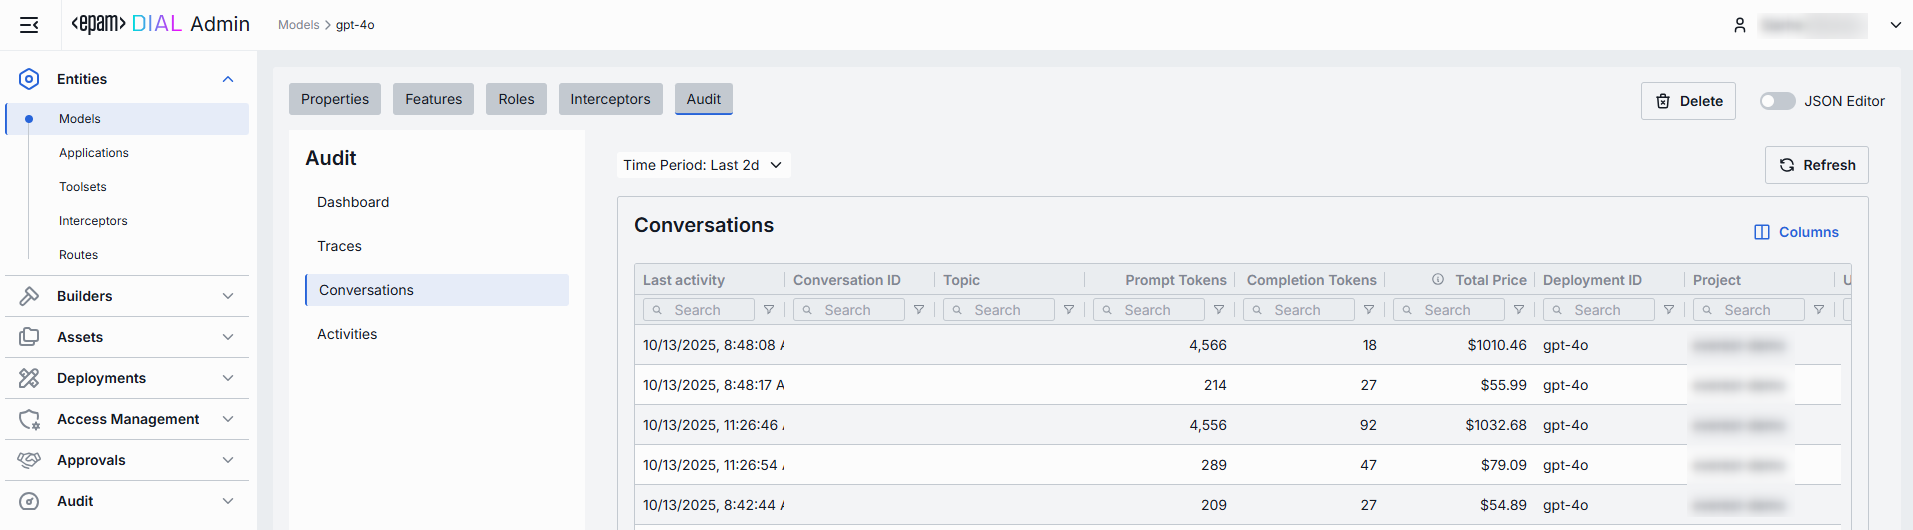 <epam> DIAL Admin
Models > gpt-4o
Entities
Models
Applications
Toolsets
Interceptors
Routes
Builders
Assets
Deployments
Access Management
Approvals
Audit
Properties Features Roles Interceptors Audit
Delete
JSON Editor
Audit
Dashboard
Traces
Conversations
Activities
Time Period: Last 2d
Refresh
Conversations
Columns
Last activity Conversation ID Topic Prompt Tokens Completion Tokens Total Price Deployment ID Project U
Search Search Search Search Search Search Search Search
10/13/2025, 8:48:08 A 4,566 18 $1010.46 gpt-4o
10/13/2025, 8:48:17 A 214 27 $55.99 gpt-4o
10/13/2025, 11:26:46 4,556 92 $1032.68 gpt-4o
10/13/2025, 11:26:54 289 47 $79.09 gpt-4o
10/13/2025, 8:42:44 A 209 27 $54.89 gpt-4o